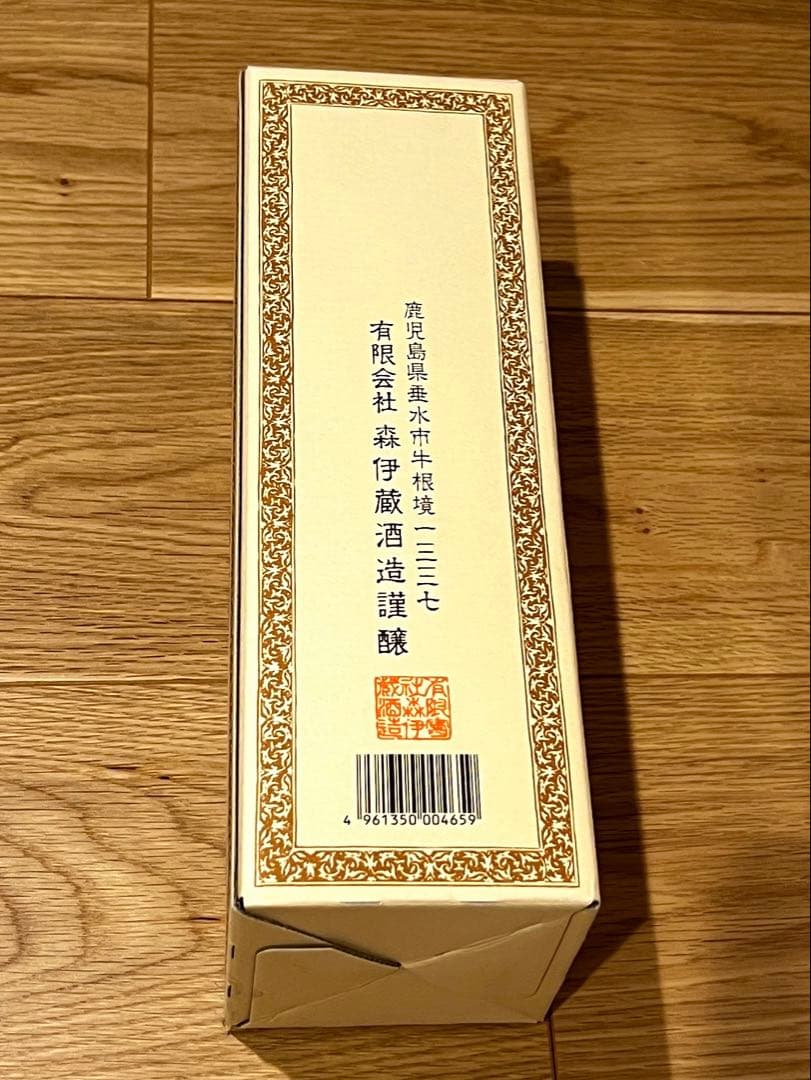 鹿児島県垂水市牛根境一三三七
有限会社 森伊蔵酒造謹醸
有限會
社森伊
蔵酒造
4 961350 004659